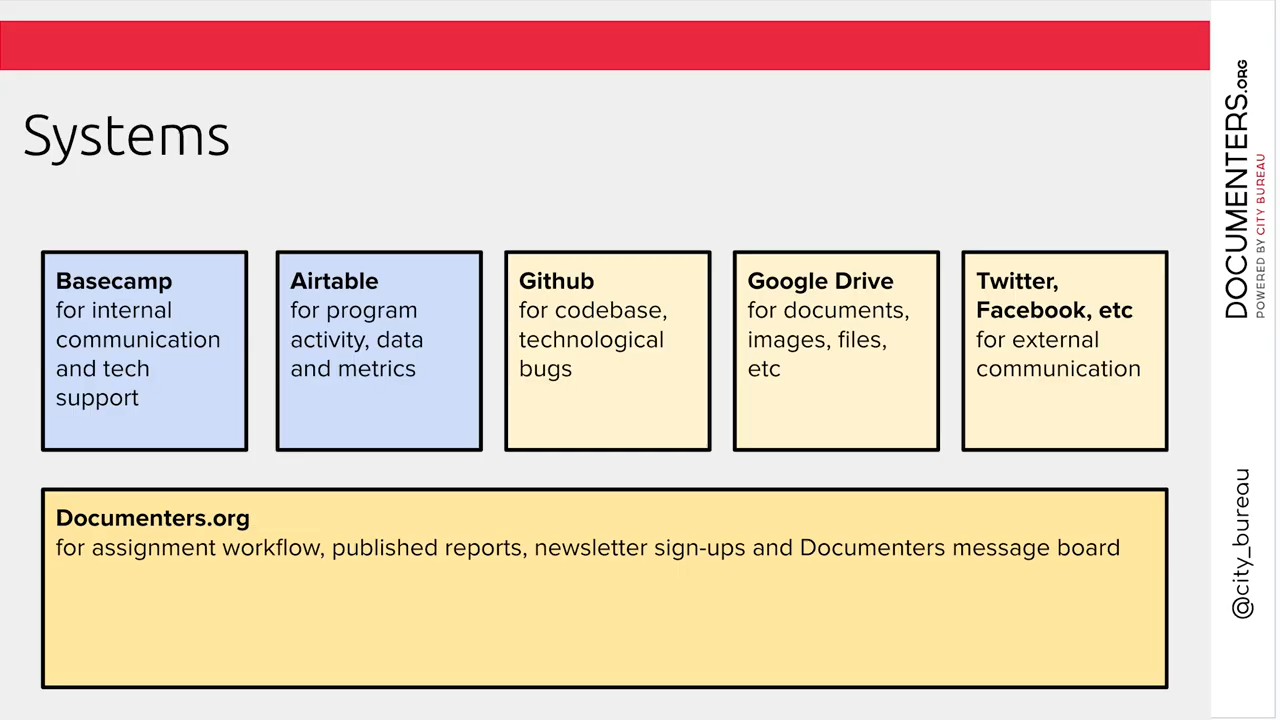 Systems
Basecamp
for internal
communication
and tech
support
Airtable
for program
activity, data
and metrics
Github
for codebase,
technological
bugs
Google Drive
for documents,
images, files,
etc
Twitter,
Facebook, etc
for external
communication
Documenters.org
for assignment workflow, published reports, newsletter sign-ups and Documenters message board
DOCUMENTERS.ORG
POWERED BY CITY BUREAU
@city_bureau